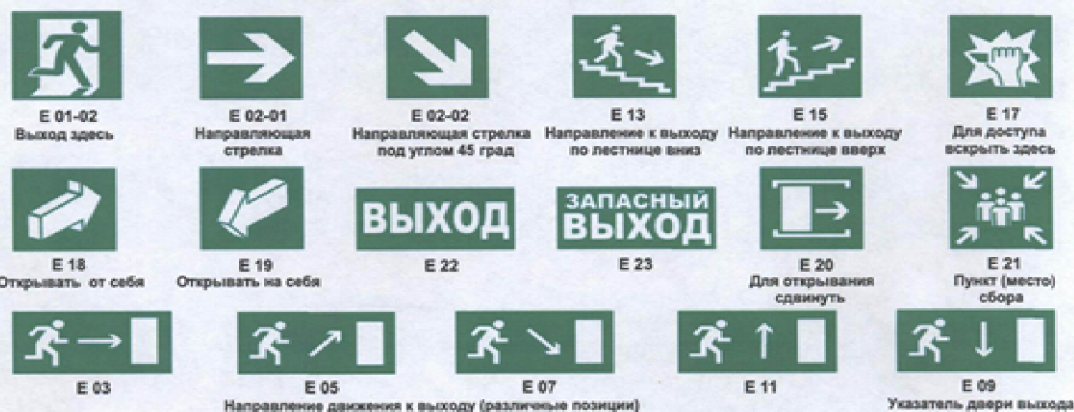 E 01-02
Выход здесь
E 02-01
Направляющая
стрелка
E 02-02
Направляющая стрелка
под углом 45 град
E 13
Направление к выходу
по лестнице вниз
E 15
Направление к выходу
по лестнице вверх
E 17
Для доступа
вскрыть здесь
E 18
Открывать от себя
E 19
Открывать на себя
ВЫХОД
E 22
ЗАПАСНЫЙ
ВЫХОД
E 23
E 20
Для открывания
сдвинуть
E 21
Пункт (место)
сбора
E 03
E 05
E 07
E 11
E 09
Направление движения к выходу (различные позиции)
Указатель двери выхода